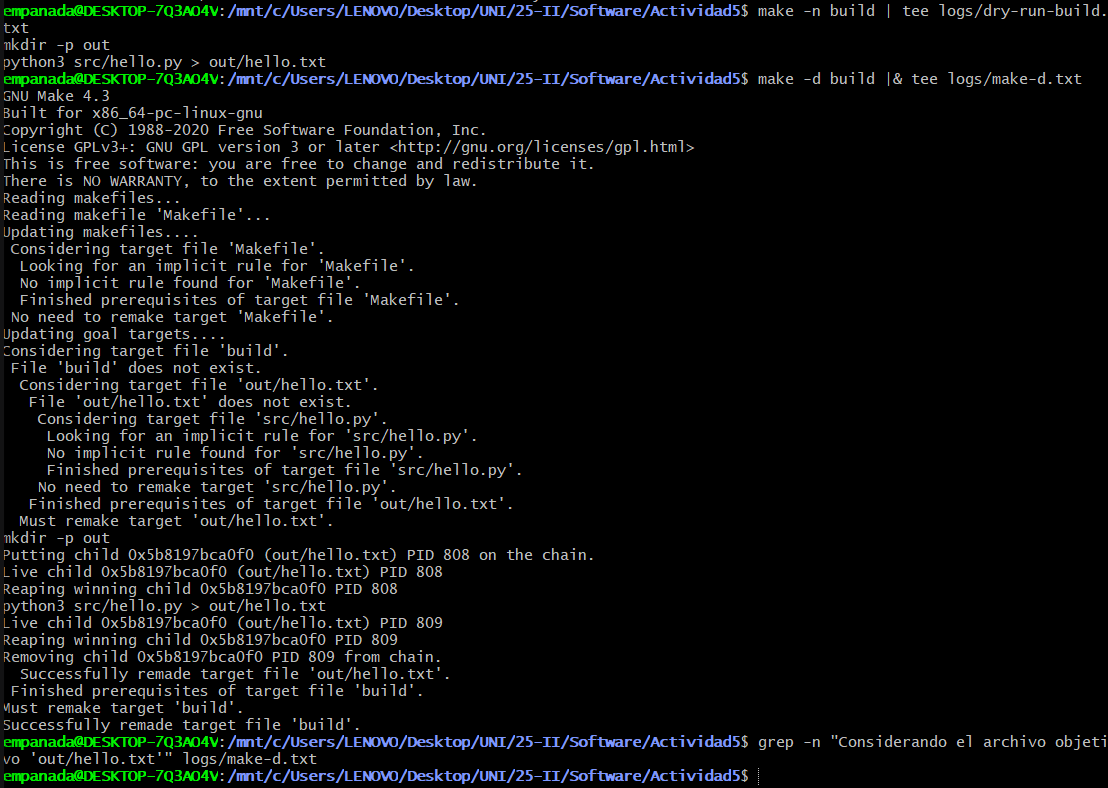 empanada@DESKTOP-7Q3AO4V:/mnt/c/Users/LENOVO/Desktop/UNI/25-II/Software/Actividad5$ make -n build | tee logs/dry-run-build.
txt
mkdir -p out
python3 src/hello.py > out/hello.txt
empanada@DESKTOP-7Q3AO4V:/mnt/c/Users/LENOVO/Desktop/UNI/25-II/Software/Actividad5$ make -d build |& tee logs/make-d.txt
GNU Make 4.3
Built for x86_64-pc-linux-gnu
Copyright (C) 1988-2020 Free Software Foundation, Inc.
License GPLv3+: GNU GPL version 3 or later <http://gnu.org/licenses/gpl.html>
This is free software: you are free to change and redistribute it.
There is NO WARRANTY, to the extent permitted by law.
Reading makefiles...
Reading makefile 'Makefile'...
Updating makefiles....
 Considering target file 'Makefile'.
  Looking for an implicit rule for 'Makefile'.
  No implicit rule found for 'Makefile'.
  Finished prerequisites of target file 'Makefile'.
 No need to remake target 'Makefile'.
Updating goal targets....
Considering target file 'build'.
 File 'build' does not exist.
  Considering target file 'out/hello.txt'.
   File 'out/hello.txt' does not exist.
    Considering target file 'src/hello.py'.
     Looking for an implicit rule for 'src/hello.py'.
     No implicit rule found for 'src/hello.py'.
     Finished prerequisites of target file 'src/hello.py'.
    No need to remake target 'src/hello.py'.
   Finished prerequisites of target file 'out/hello.txt'.
  Must remake target 'out/hello.txt'.
mkdir -p out
Putting child 0x5b8197bca0f0 (out/hello.txt) PID 808 on the chain.
Live child 0x5b8197bca0f0 (out/hello.txt) PID 808
Reaping winning child 0x5b8197bca0f0 PID 808
python3 src/hello.py > out/hello.txt
Live child 0x5b8197bca0f0 (out/hello.txt) PID 809
Reaping winning child 0x5b8197bca0f0 PID 809
Removing child 0x5b8197bca0f0 PID 809 from chain.
  Successfully remade target file 'out/hello.txt'.
 Finished prerequisites of target file 'build'.
Must remake target 'build'.
Successfully remade target file 'build'.
empanada@DESKTOP-7Q3AO4V:/mnt/c/Users/LENOVO/Desktop/UNI/25-II/Software/Actividad5$ grep -n "Considerando el archivo objeti
vo 'out/hello.txt'" logs/make-d.txt
empanada@DESKTOP-7Q3AO4V:/mnt/c/Users/LENOVO/Desktop/UNI/25-II/Software/Actividad5$